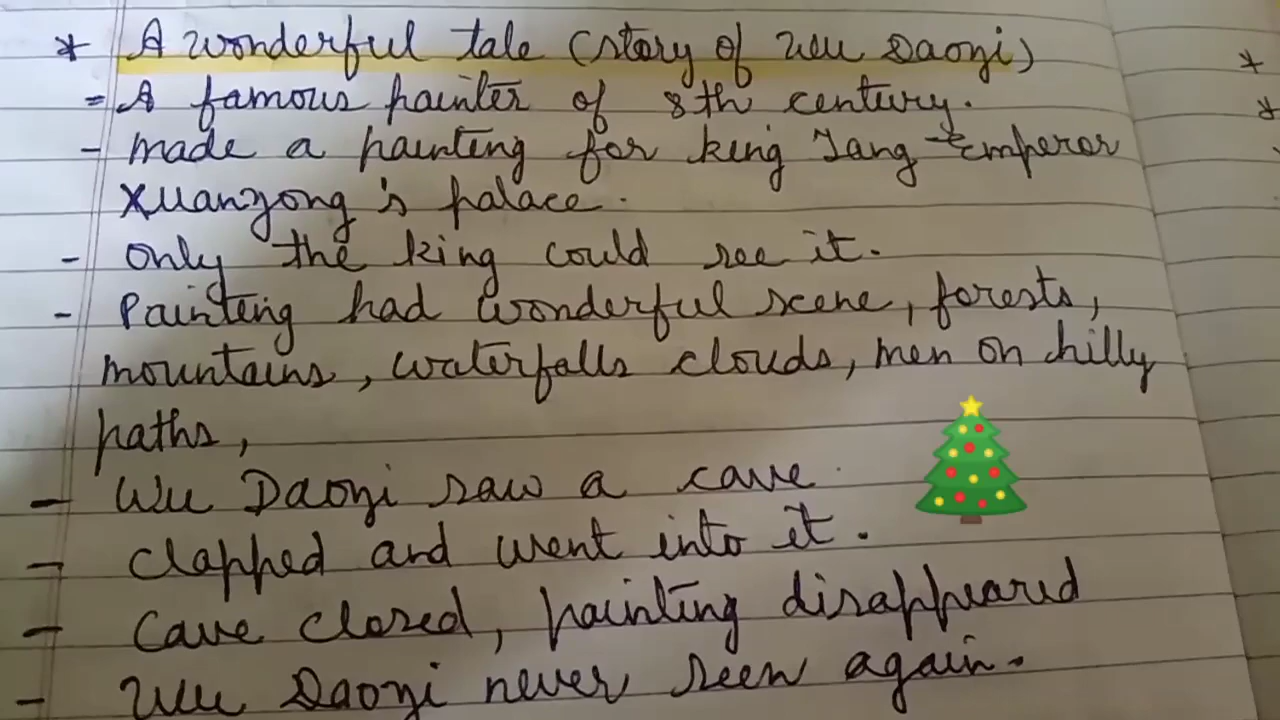 * A wonderful tale (story of Wu Daozi)
= A famous painter of 8th century.
- made a painting for king Tang Emperor
Xuanzong's palace.
- only the king could see it.
- Painting had wonderful scene, forests,
mountains, waterfalls clouds, men on hilly
paths,
- Wu Daozi saw a cave
- clapped and went into it.
- Cave closed, painting disappeared
- Wu Daozi never seen again.